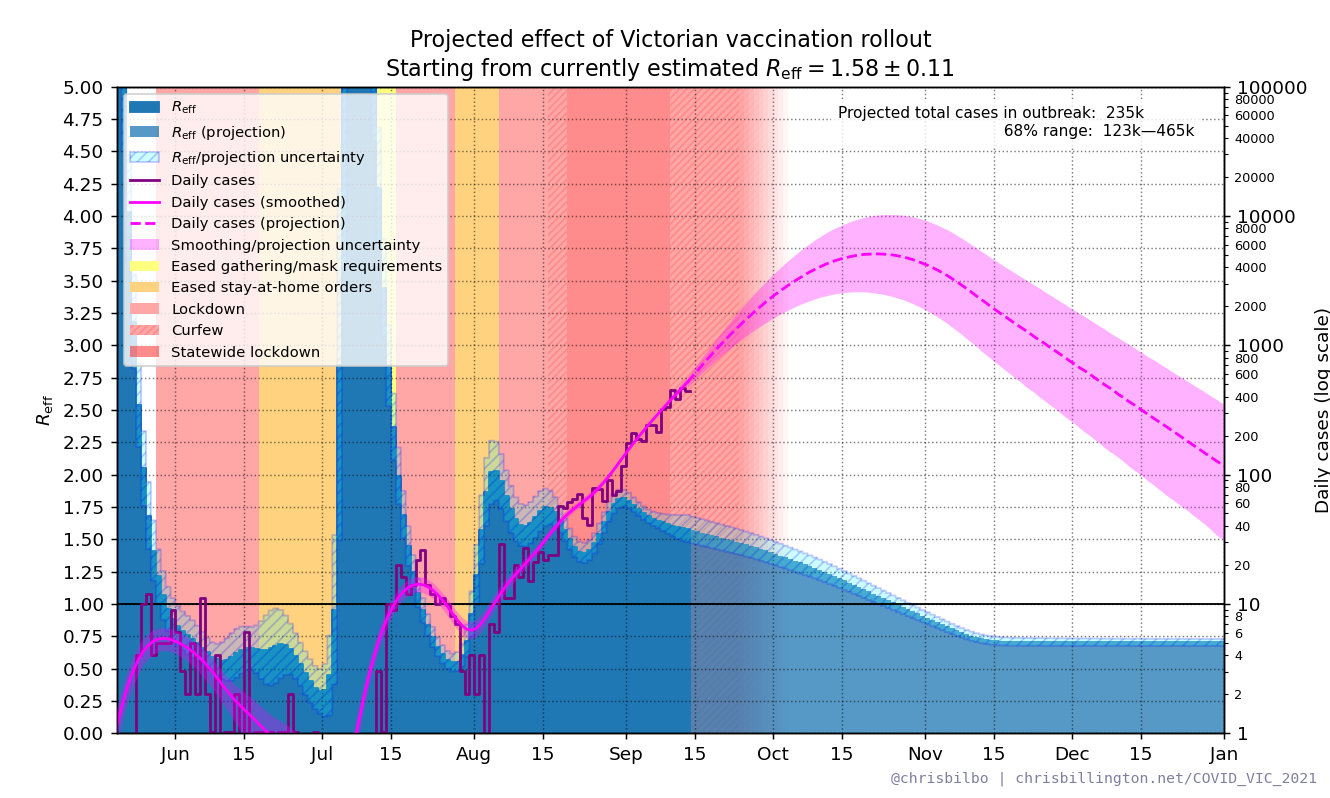 Projected effect of Victorian vaccination rollout
Starting from currently estimated Reff = 1.58 ± 0.11
Projected total cases in outbreak: 235k
68% range: 123k—465k
Reff
Reff (projection)
Reff/projection uncertainty
Daily cases
Daily cases (smoothed)
Daily cases (projection)
Smoothing/projection uncertainty
Eased gathering/mask requirements
Eased stay-at-home orders
Lockdown
Curfew
Statewide lockdown
Reff
5.00
4.75
4.50
4.25
4.00
3.75
3.50
3.25
3.00
2.75
2.50
2.25
2.00
1.75
1.50
1.25
1.00
0.75
0.50
0.25
0.00
100000
80000
60000
40000
20000
10000
8000
6000
4000
2000
1000
800
600
400
200
100
80
60
40
20
10
8
6
4
2
1
Daily cases (log scale)
Jun 15 Jul 15 Aug 15 Sep 15 Oct 15 Nov 15 Dec 15 Jan
@chrisbilbo | chrisbillington.net/COVID_VIC_2021